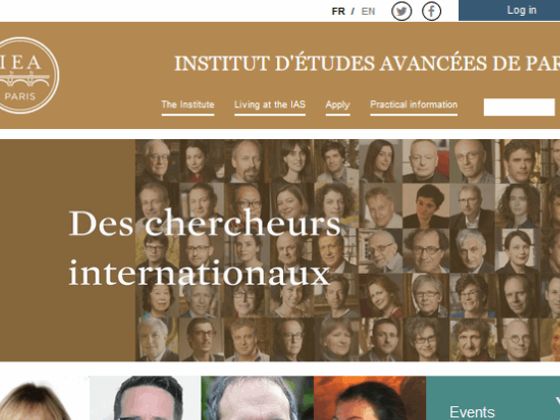 FR / EN
Log in
IEA
PARIS
INSTITUT D'ÉTUDES AVANCÉES DE PAR
The Institute
Living at the IAS
Apply
Practical information
Des chercheurs
internationaux
Events